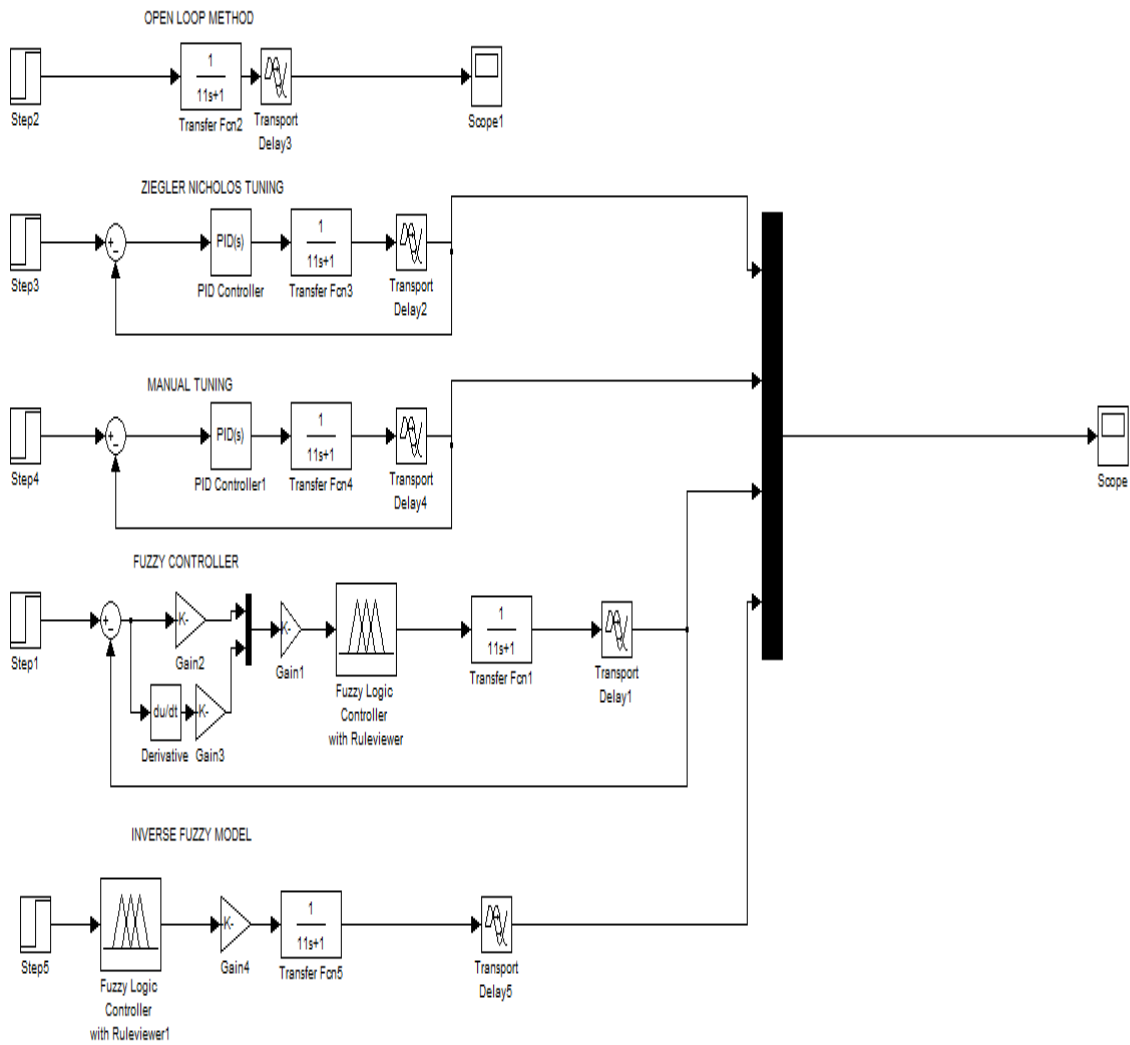 OPEN LOOP METHOD
1
11s+1
Step2
Transfer Fcn2
Transport
Delay3
Scope1
ZIEGLER NICHOLOS TUNING
+
-
PID(s)
1
11s+1
Step3
PID Controller
Transfer Fcn3
Transport
Delay2
MANUAL TUNING
+
-
PID(s)
1
11s+1
Step4
PID Controller1
Transfer Fcn4
Transport
Delay4
Scope
FUZZY CONTROLLER
+
-
K-
K-
1
11s+1
Step1
Gain2
Gain1
Fuzzy Logic
Controller
with Ruleviewer
Transfer Fcn1
Transport
Delay1
du/dt
K-
Derivative
Gain3
INVERSE FUZZY MODEL
K-
1
11s+1
Step5
Fuzzy Logic
Controller
with Ruleviewer1
Gain4
Transfer Fcn5
Transport
Delay5